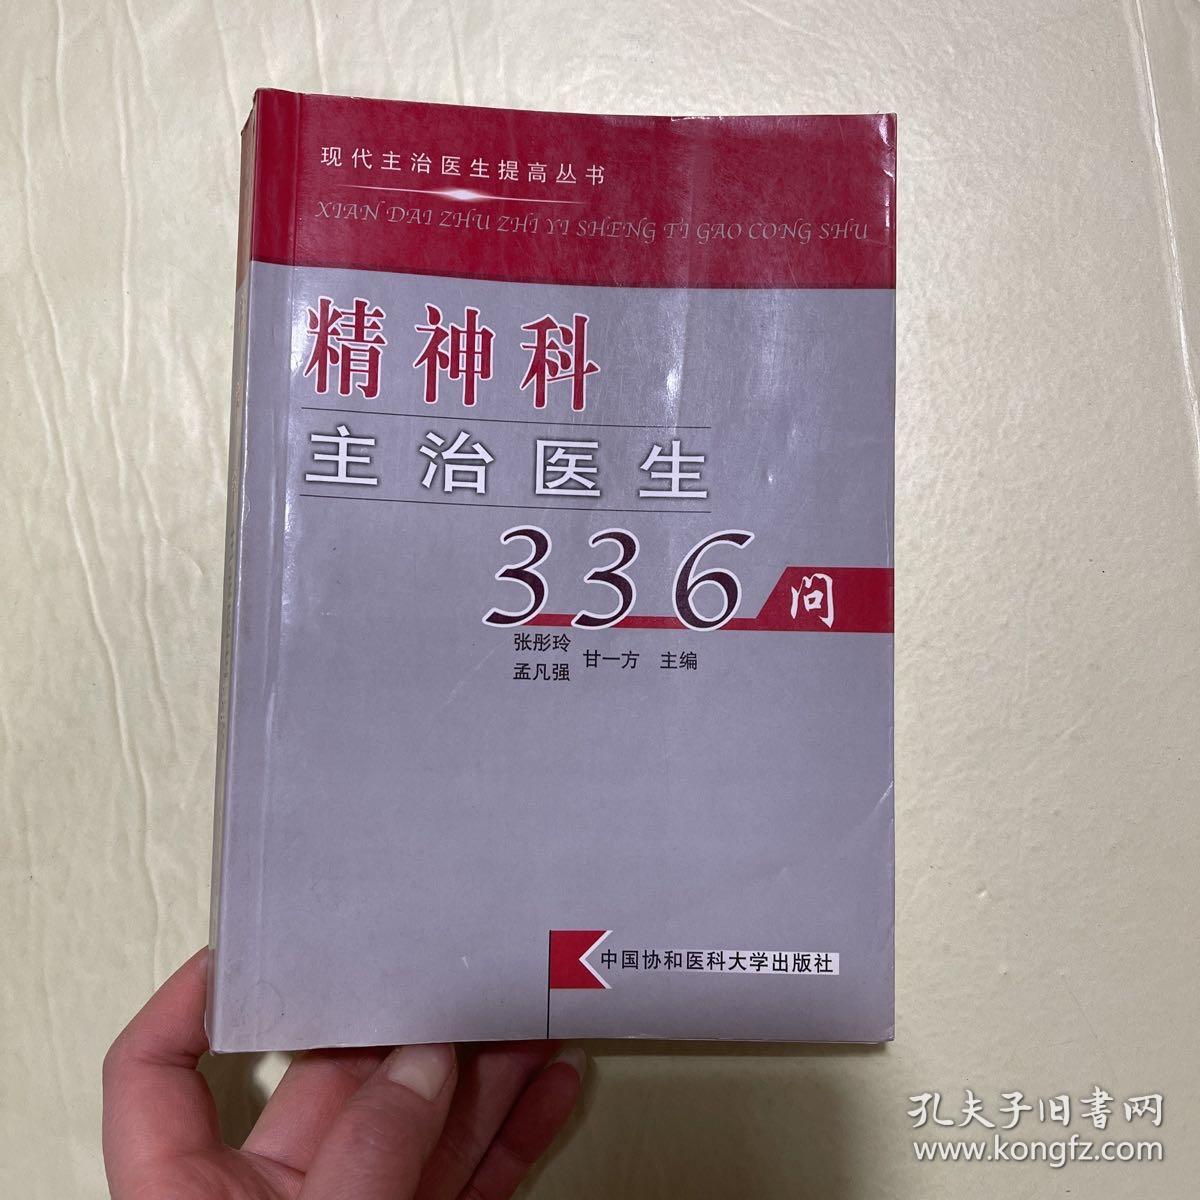 现代主治医生提高丛书
XIAN DAI ZHU ZHI YI SHENG TI GAO CONG SHU
精神科
主治医生
336问
张彤玲
孟凡强
甘一方 主编
中国协和医科大学出版社
孔夫子旧书网
www.kongfz.com